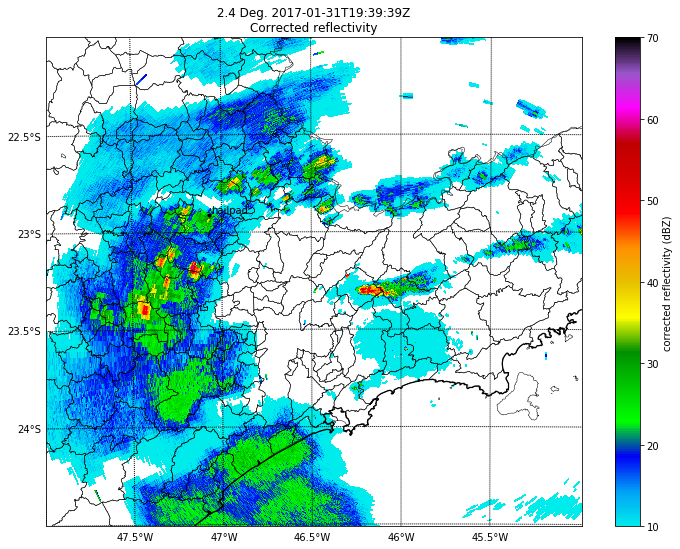 2.4 Deg. 2017-01-31T19:39:39Z
Corrected reflectivity
70
60
50
40
30
20
10
corrected reflectivity (dBZ)
22.5°S
23°S
23.5°S
24°S
47.5°W
47°W
46.5°W
46°W
45.5°W